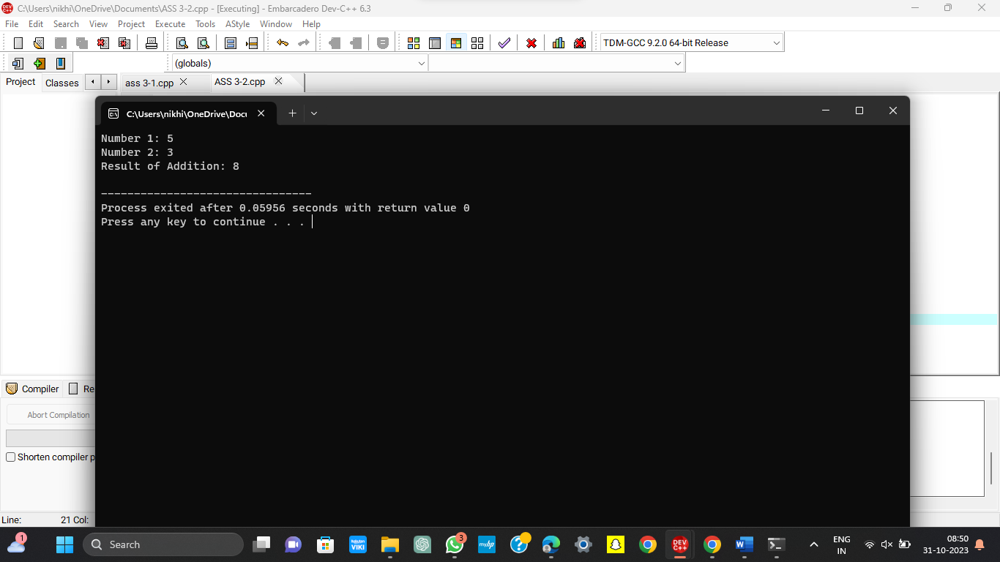 C:\Users\nikhi\OneDrive\Documents\ASS 3-2.cpp - [Executing] - Embarcadero Dev-C++ 6.3
File Edit Search View Project Execute Tools AStyle Window Help
TDM-GCC 9.2.0 64-bit Release
(globals)
Project Classes ass 3-1.cpp ASS 3-2.cpp
C:\Users\nikhi\OneDrive\Docu
Number 1: 5
Number 2: 3
Result of Addition: 8
--------------------------------
Process exited after 0.05956 seconds with return value 0
Press any key to continue . . .
Compiler Re
Abort Compilation
Shorten compiler p
Line: 21 Col:
1 Search Rakuten VIKI 3 myhp ? DEV C++ W ENG 08:50
IN 31-10-2023